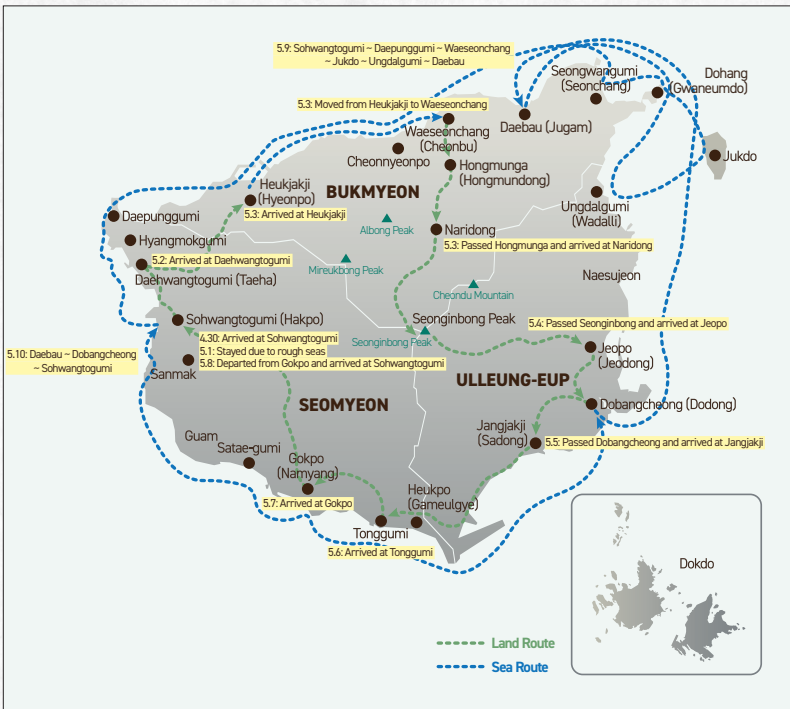 5.9: Sohwangtogumi ~ Daepunggumi ~ Waeseonchang
~ Jukdo ~ Ungdalgumi ~ Daebau
Seongwangumi
(Seonchang)
Dohang
(Gwaneumdo)
5.3: Moved from Heukjakji to Waeseonchang
Waeseonchang
(Cheonbu)
Daebau (Jugam)
Cheonnyeonpo
Jukdo
Hongmunga
(Hongmundong)
BUKMYEON
Heukjakji
(Hyeonpo)
Ungdalgumi
(Wadalli)
5.3: Arrived at Heukjakji
Daepunggumi
Albong Peak
Naridong
Hyangmokgumi
5.3: Passed Hongmunga and arrived at Naridong
5.2: Arrived at Daehwangtogumi
Mireukbong Peak
Daehwangtogumi (Taeha)
Naesujeon
Cheondu Mountain
Sohwangtogumi (Hakpo)
Seonginbong Peak
5.4: Passed Seonginbong and arrived at Jeopo
4.30: Arrived at Sohwangtogumi
5.1: Stayed due to rough seas
5.8: Departed from Gokpo and arrived at Sohwangtogumi
Seonginbong Peak
Jeopo
(Jeodong)
5.10: Daebau ~ Dobangcheong
~ Sohwangtogumi
Sanmak
ULLEUNG-EUP
SEOMYEON
Dobangcheong (Dodong)
Jangjakji
(Sadong)
Guam
5.5: Passed Dobangcheong and arrived at Jangjakji
Satae-gumi
Gokpo
(Namyang)
Heukpo
(Gameulgye)
5.7: Arrived at Gokpo
Tonggumi
5.6: Arrived at Tonggumi
Dokdo
Land Route
Sea Route